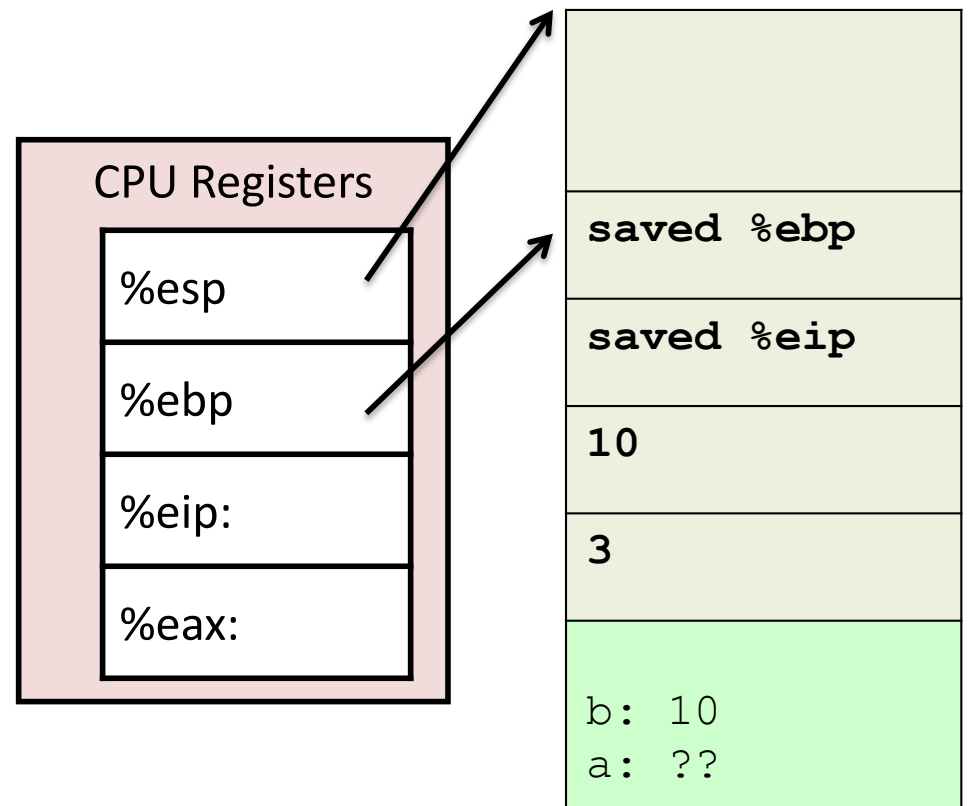 CPU Registers
%esp
%ebp
%eip:
%eax:
saved %ebp
saved %eip
10
3
b: 10
a: ??